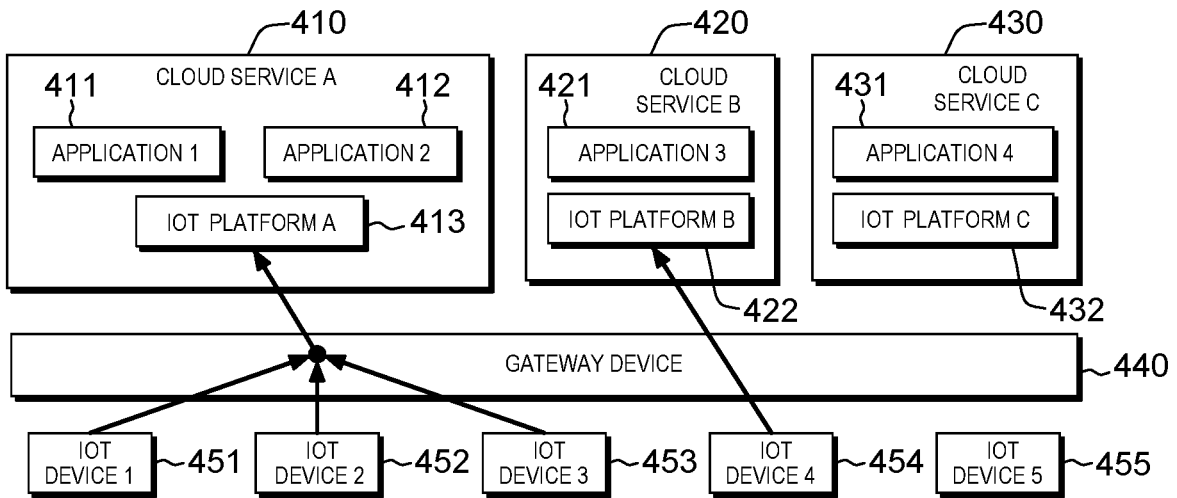 410
420
430
CLOUD SERVICE A
CLOUD
SERVICE B
CLOUD
SERVICE C
411
412
421
431
APPLICATION 1
APPLICATION 2
APPLICATION 3
APPLICATION 4
IOT PLATFORM A
413
IOT PLATFORM B
IOT PLATFORM C
422
432
GATEWAY DEVICE
440
IOT
DEVICE 1
451
IOT
DEVICE 2
452
IOT
DEVICE 3
453
IOT
DEVICE 4
454
IOT
DEVICE 5
455